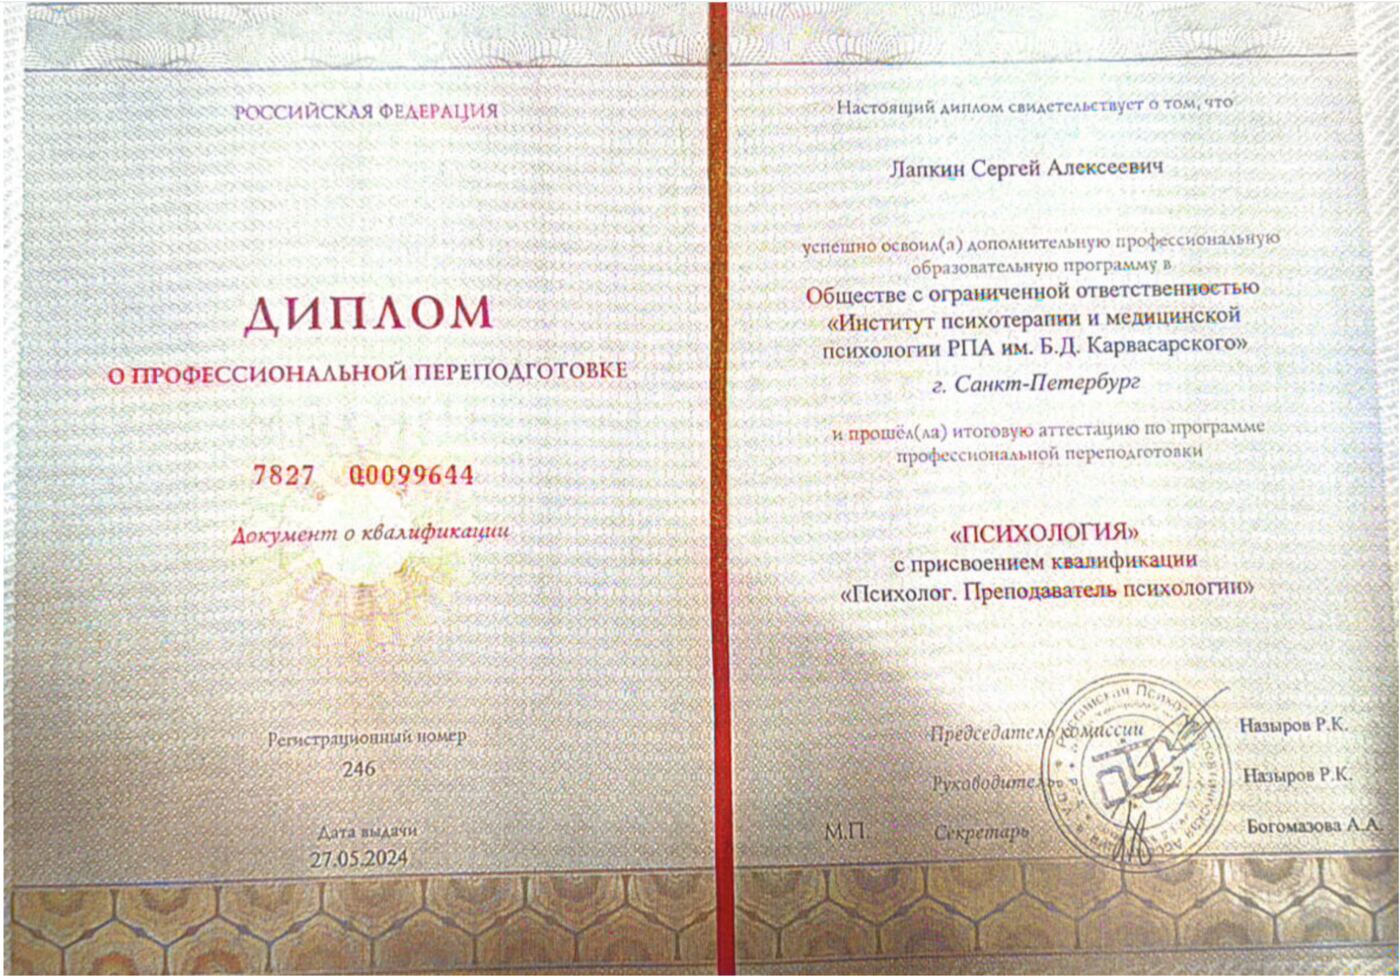 РОССИЙСКАЯ ФЕДЕРАЦИЯ
ДИПЛОМ
О ПРОФЕССИОНАЛЬНОЙ ПЕРЕПОДГОТОВКЕ
7827 00099644
Документ о квалификации
Регистрационный номер
246
Дата выдачи
27.05.2024
Настоящий диплом свидетельствует о том, что
Лапкин Сергей Алексеевич
успешно освоил(а) дополнительную профессиональную
образовательную программу в
Обществе с ограниченной ответственностью
«Институт психотерапии и медицинской
психологии РПА им. Б.Д. Карвасарского»
г. Санкт-Петербург
и прошёл(ла) итоговую аттестацию по программе
профессиональной переподготовки
«ПСИХОЛОГИЯ»
с присвоением квалификации
«Психолог. Преподаватель психологии»
Председатель комиссии Назыров Р.К.
Руководитель Назыров Р.К.
М.П. Секретарь Богомазова А.А.